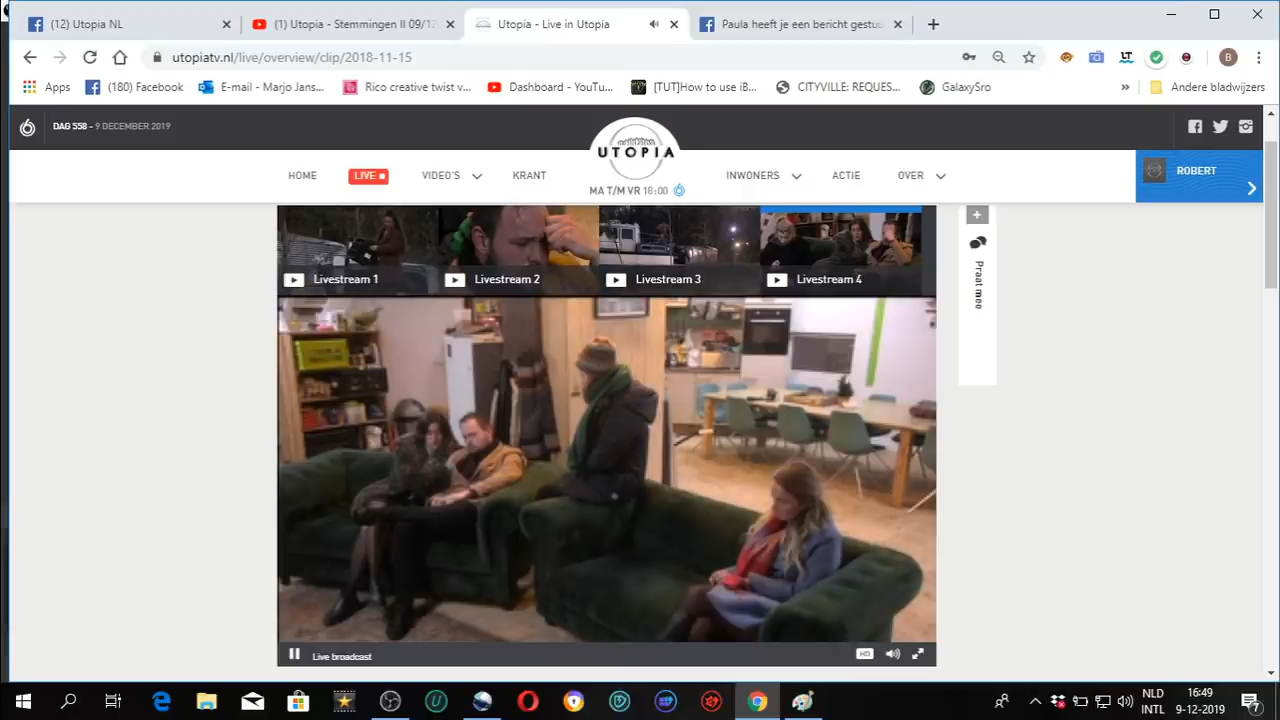 (12) Utopia NL
(1) Utopia - Stemmingen II 09/12
Utopia - Live in Utopia
Paula heeft je een bericht gestuu
utopiatv.nl/live/overview/clip/2018-11-15
B
Apps
(180) Facebook
E-mail - Marjo Jans...
Rico creative twist v...
Dashboard - YouTu...
[TUT]How to use iB...
CITYVILLE: REQUES...
GalaxySro
»
Andere bladwijzers
DAG 558 - 9 DECEMBER 2019
UTOPIA
HOME
LIVE
VIDEO'S
KRANT
MA T/M VR 18:00
INWONERS
ACTIE
OVER
ROBERT
Livestream 1
Livestream 2
Livestream 3
Livestream 4
Praat mee
Live broadcast
HD
NLD
INTL
16:49
9-12-2019